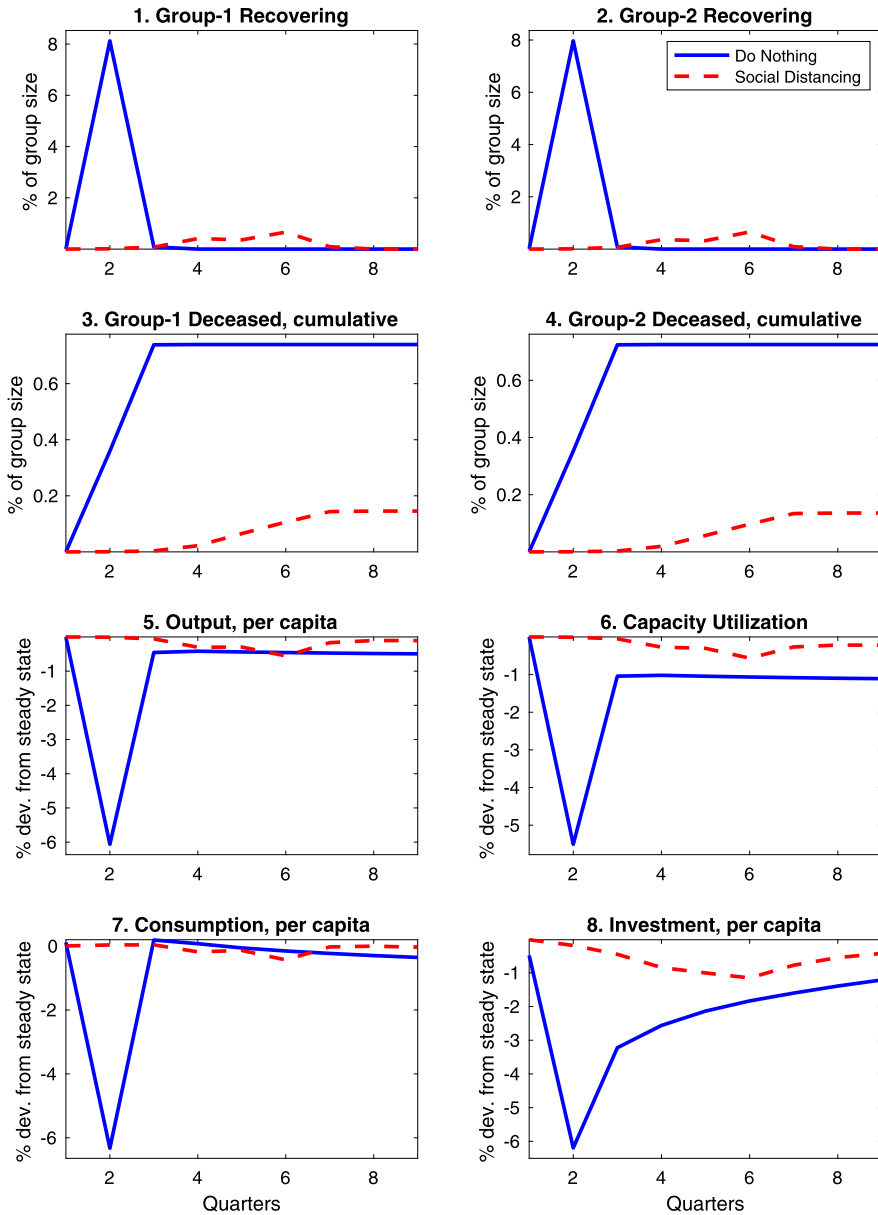 1. Group-1 Recovering
% of group size
8
6
4
2
2 4 6 8
2. Group-2 Recovering
Do Nothing
Social Distancing
% of group size
8
6
4
2
2 4 6 8
3. Group-1 Deceased, cumulative
% of group size
0.6
0.4
0.2
2 4 6 8
4. Group-2 Deceased, cumulative
% of group size
0.6
0.4
0.2
2 4 6 8
5. Output, per capita
% dev. from steady state
-1
-2
-3
-4
-5
-6
2 4 6 8
6. Capacity Utilization
% dev. from steady state
-1
-2
-3
-4
-5
2 4 6 8
7. Consumption, per capita
% dev. from steady state
0
-2
-4
-6
2 4 6 8
Quarters
8. Investment, per capita
% dev. from steady state
-1
-2
-3
-4
-5
-6
2 4 6 8
Quarters